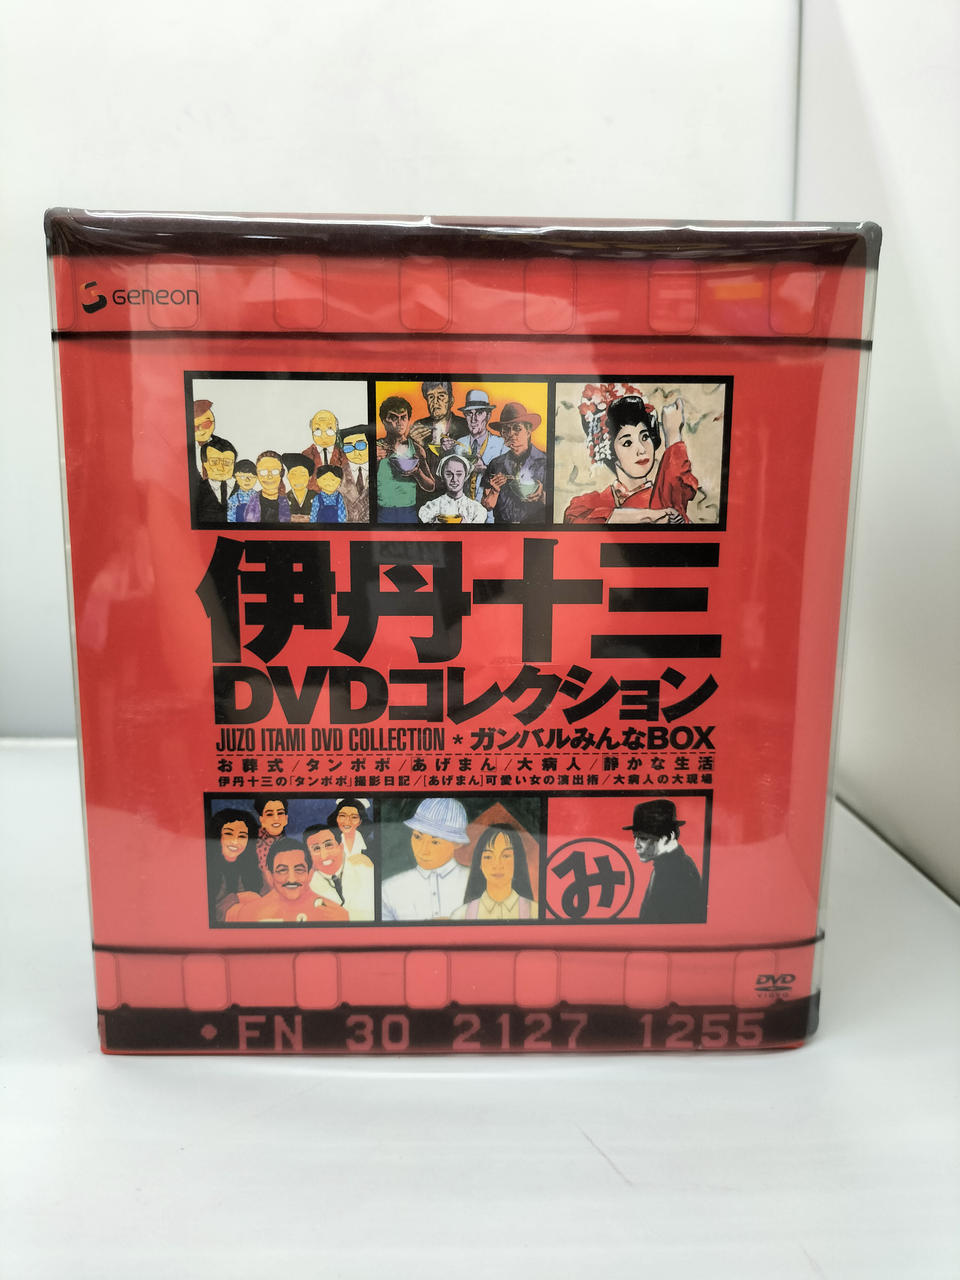 Geneon
伊丹十三
DVDコレクション
JUZO ITAMI DVD COLLECTION * ガンバルみんなBOX
お葬式/タンポポ/あげまん/大病人/静かな生活
伊丹十三の「タンポポ」撮影日記/[あげまん]可愛い女の演出術/大病人の大現場
み
DVD
VIDEO
• FN 30 2127 1255